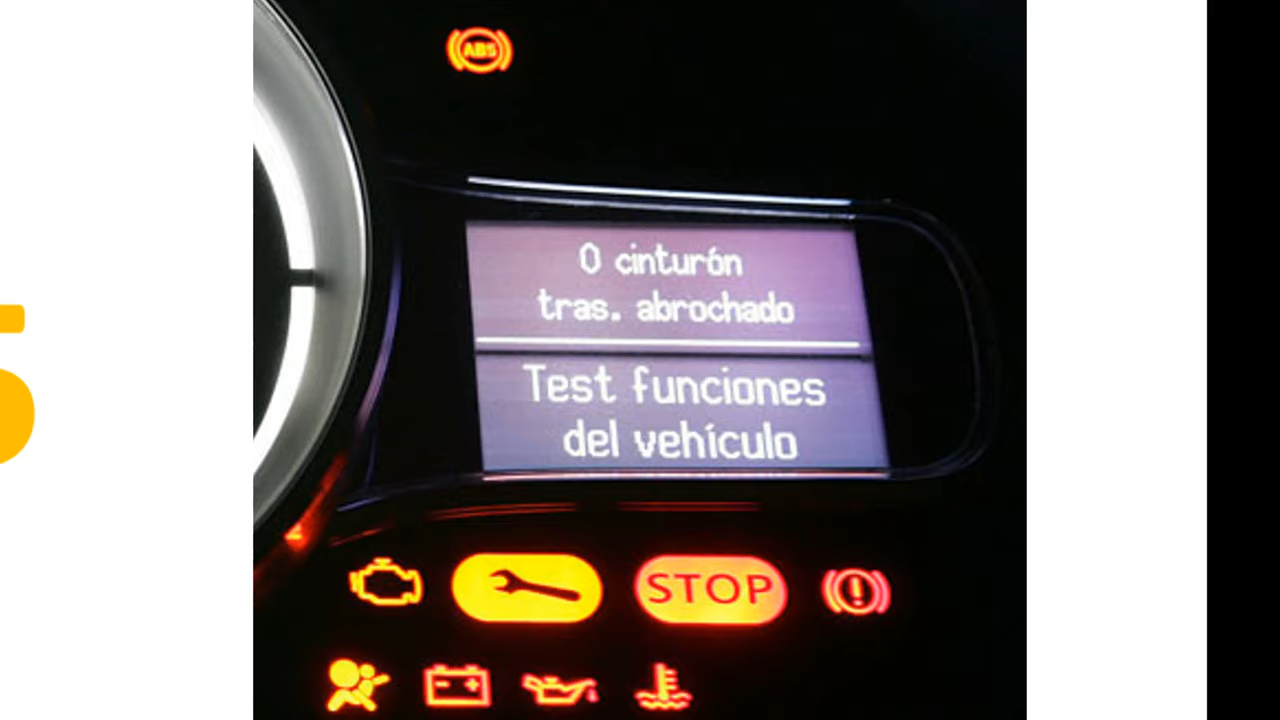 ABS
0 cinturón
tras. abrochado
Test funciones
del vehículo
STOP